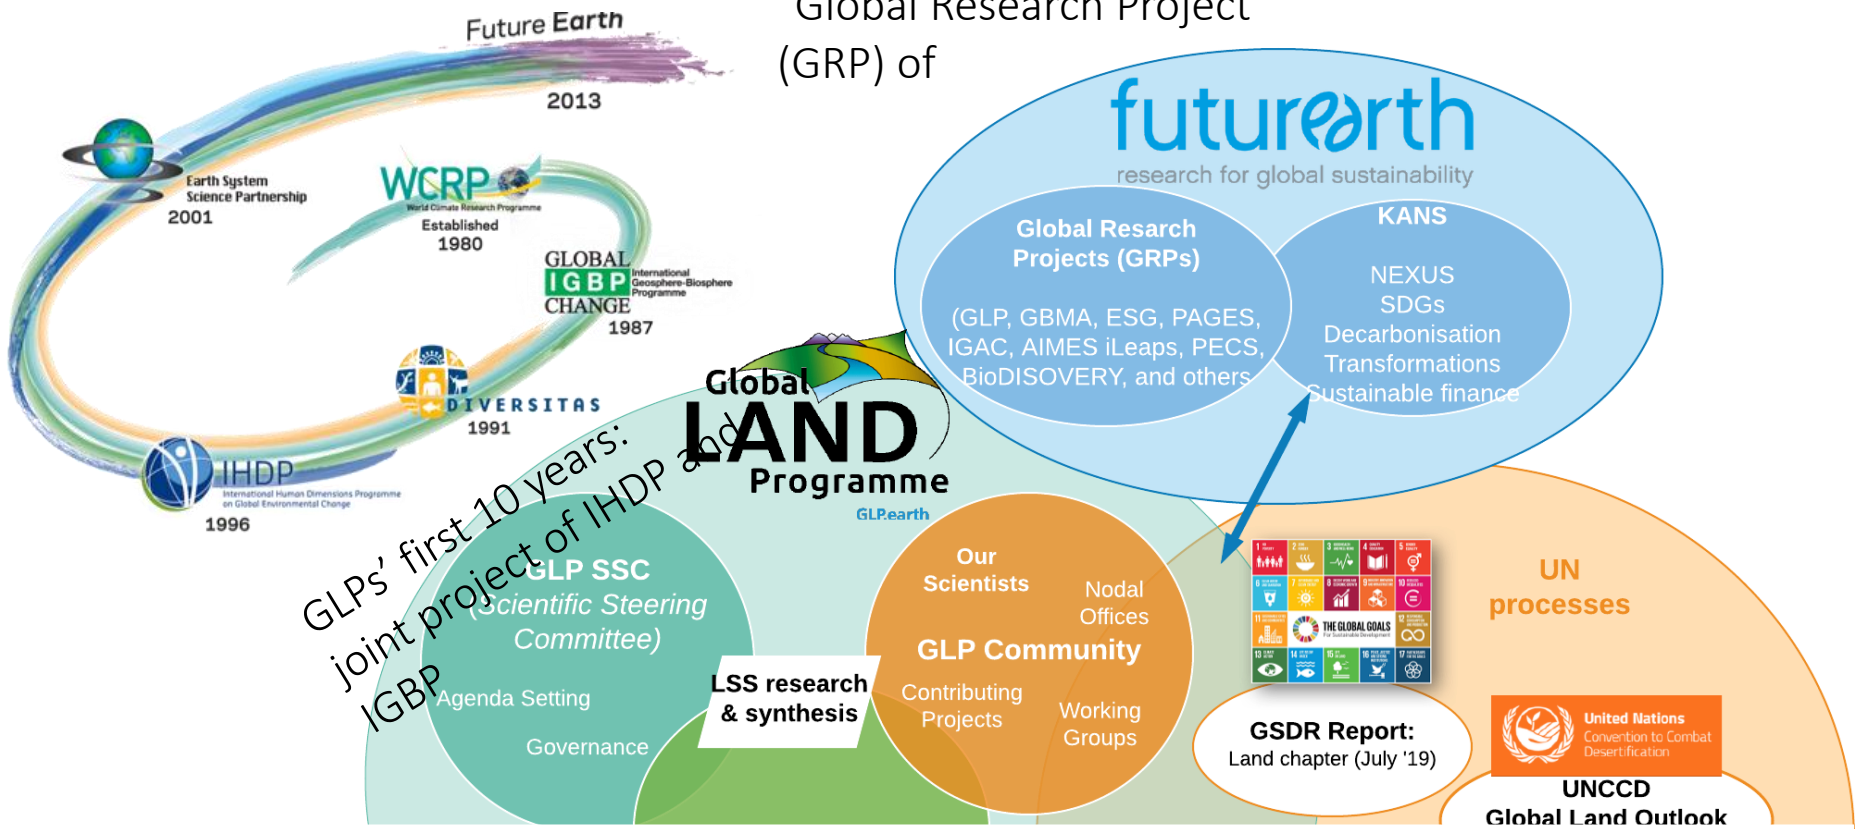 Global Research Project
(GRP) of
Future Earth
2013
Earth System
Science Partnership
2001
WCRP
World Climate Research Programme
Established
1980
GLOBAL
IGBP
CHANGE
International
Geosphere-Biosphere
Programme
1987
DIVERSITAS
1991
IHDP
International Human Dimensions Programme
on Global Environmental Change
1996
futurearth
research for global sustainability
Global Resarch
Projects (GRPs)
(GLP, GBMA, ESG, PAGES,
IGAC, AIMES iLeaps, PECS,
BioDISOVERY, and others
KANS
NEXUS
SDGs
Decarbonisation
Transformations
Sustainable finance
Global
LAND
Programme
GLP.earth
GLPs’ first 10 years:
joint project of IHDP and
IGBP
GLP SSC
(Scientific Steering
Committee)
Agenda Setting
Governance
LSS research
& synthesis
Our
Scientists
Nodal
Offices
GLP Community
Contributing
Projects
Working
Groups
THE GLOBAL GOALS
For Sustainable Development
UN
processes
GSDR Report:
Land chapter (July '19)
United Nations
Convention to Combat
Desertification
UNCCD
Global Land Outlook